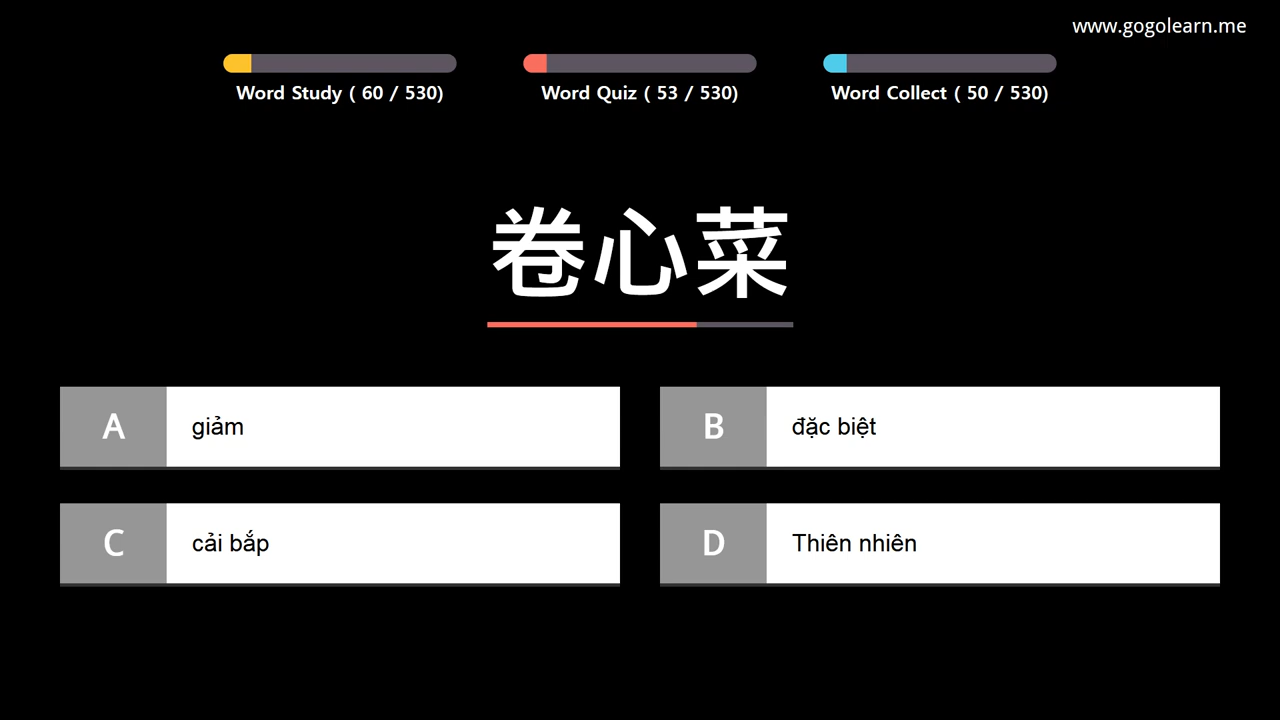 www.gogolearn.me
Word Study ( 60 / 530)
Word Quiz ( 53 / 530)
Word Collect ( 50 / 530)
卷心菜
A giảm
B đặc biệt
C cải bắp
D Thiên nhiên